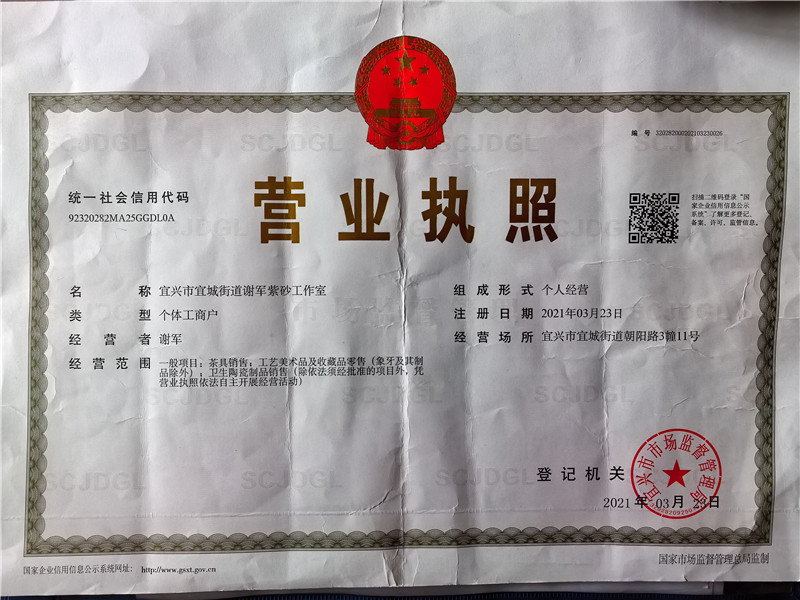 编 号 320282000202103230026
统一社会信用代码
92320282MA25GGDL0A
营业执照
扫描二维码登录“国
家企业信用信息公示
系统”了解更多登记、
备案、许可、监管信息。
名 称 宜兴市宜城街道谢军紫砂工作室
类 型 个体工商户
经 营 者 谢军
经 营 范 围 一般项目：茶具销售；工艺美术品及收藏品零售（象牙及其制
品除外）；卫生陶瓷制品销售（除依法须经批准的项目外，凭
营业执照依法自主开展经营活动）
组 成 形 式 个人经营
注 册 日 期 2021年03月23日
经 营 场 所 宜兴市宜城街道朝阳路3幢11号
登 记 机 关
宜兴市市场监督管理局
2021 年 03 月 23 日
国家企业信用信息公示系统网址： http://www.gsxt.gov.cn
国家市场监督管理总局监制
SCJDGL